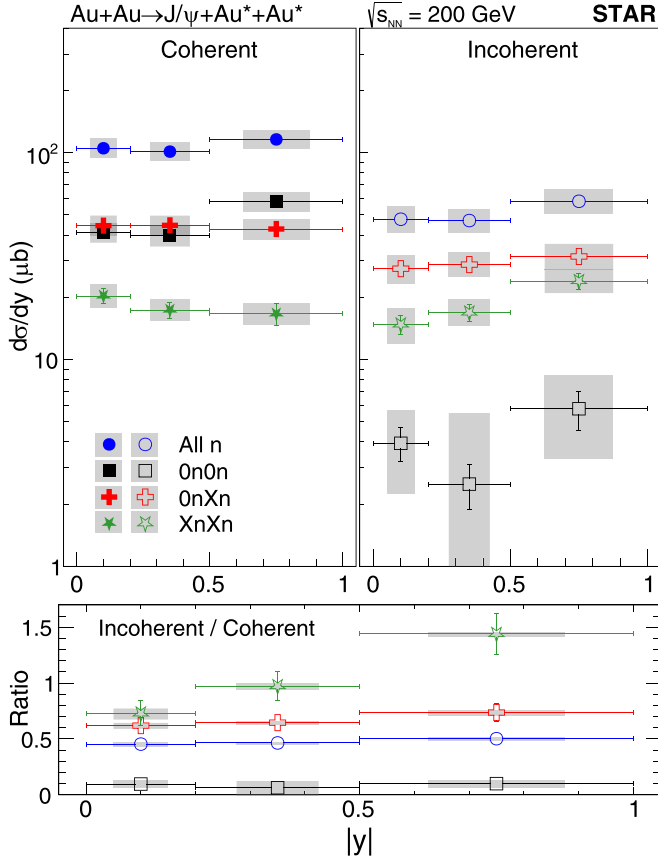 Au+Au→J/ψ+Au*+Au* √s_NN = 200 GeV STAR
Coherent Incoherent
10²
10
1
dσ/dy (μb)
All n
0n0n
0nXn
XnXn
0 0.5 1 0 0.5 1
Incoherent / Coherent
1.5
1
0.5
0
Ratio
0 0.5 1
|y|